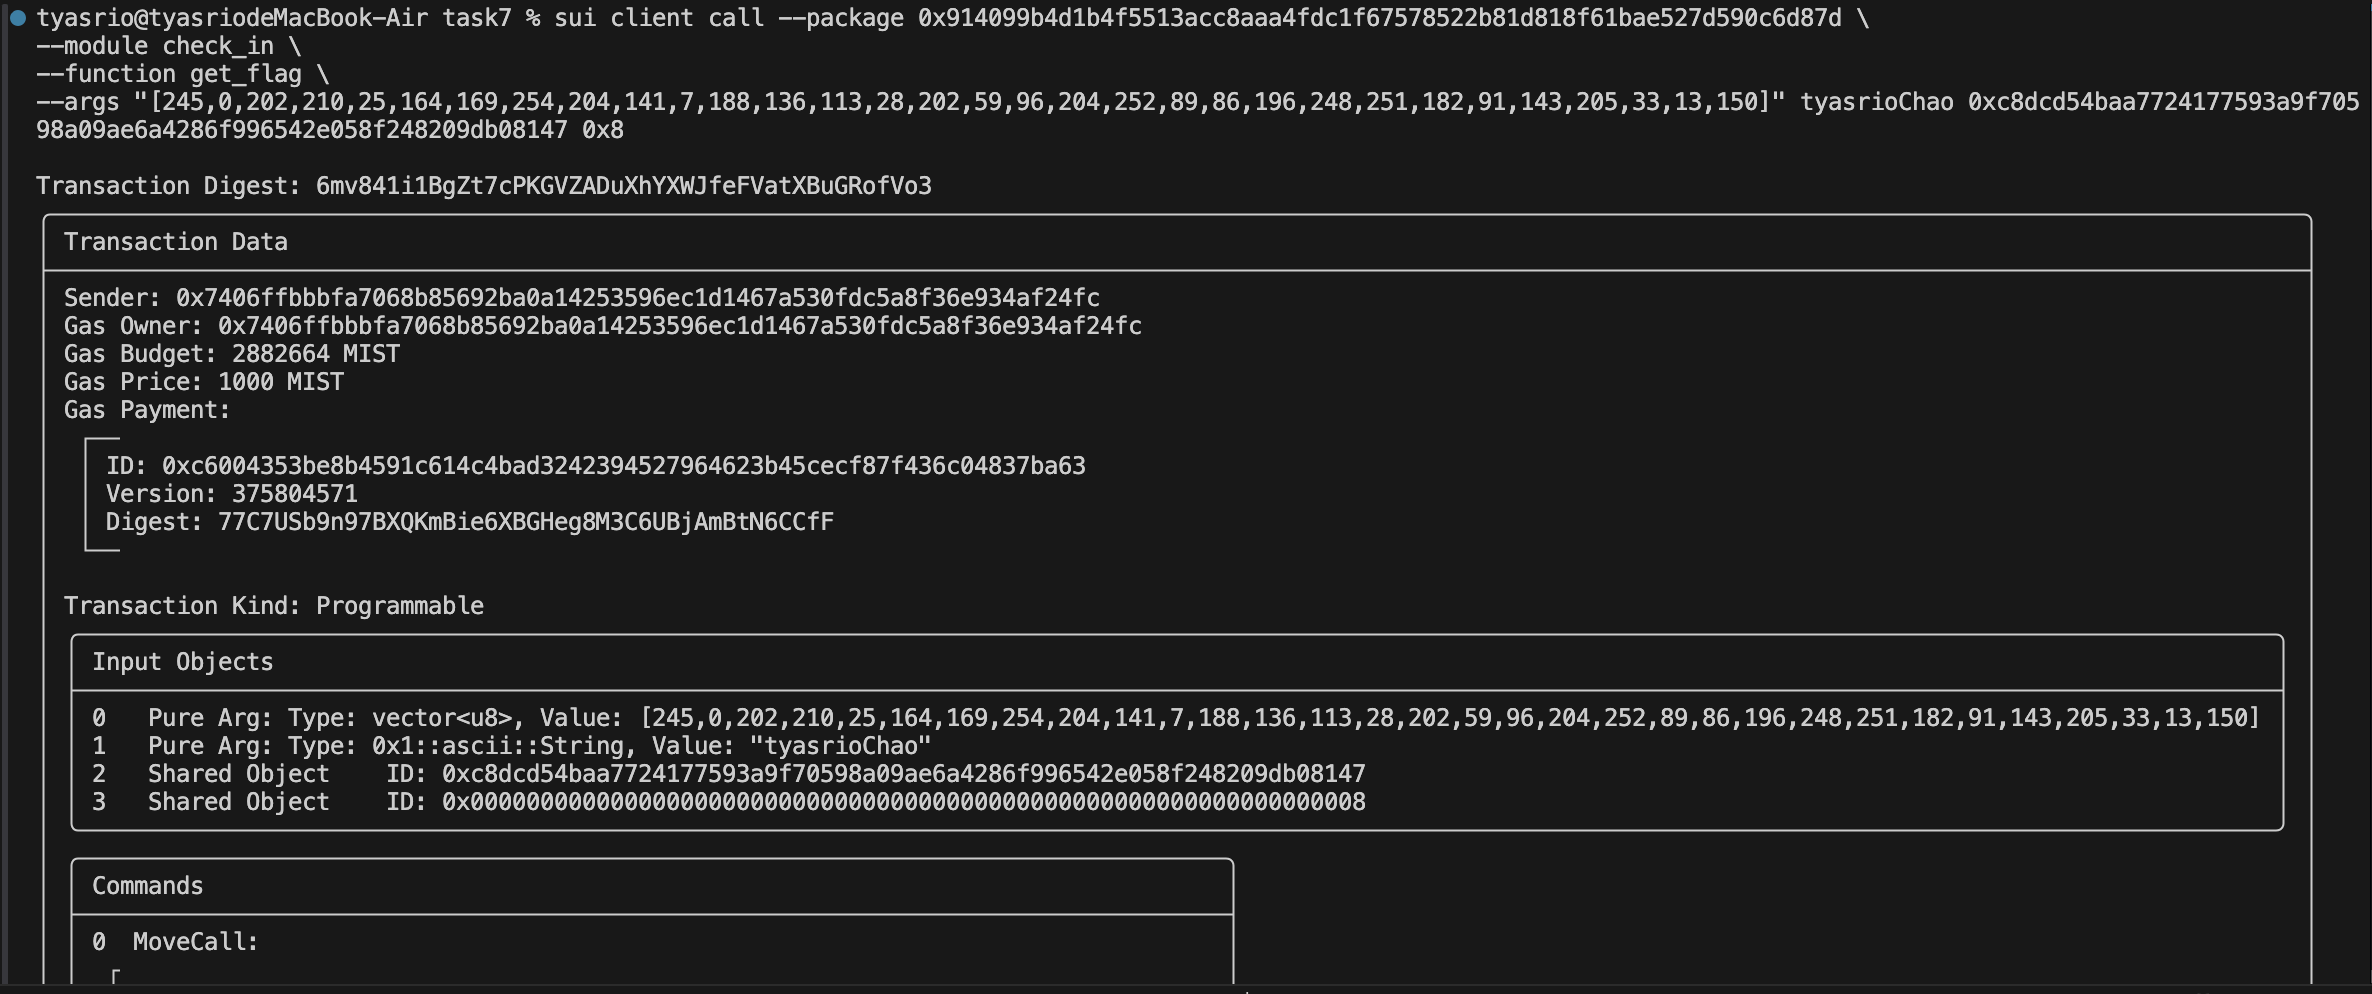 tyasrio@tyasriodeMacBook-Air task7 % sui client call --package 0x914099b4d1b4f5513acc8aaa4fdc1f67578522b81d818f61bae527d590c6d87d \
--module check_in \
--function get_flag \
--args "[245,0,202,210,25,164,169,254,204,141,7,188,136,113,28,202,59,96,204,252,89,86,196,248,251,182,91,143,205,33,13,150]" tyasrioChao 0xc8dcd54baa7724177593a9f705
98a09ae6a4286f996542e058f248209db08147 0x8
Transaction Digest: 6mv841i1BgZt7cPKGVZADuXhYXWJfeFVatXBuGRofVo3
Transaction Data
Sender: 0x7406ffbbbfa7068b85692ba0a14253596ec1d1467a530fdc5a8f36e934af24fc
Gas Owner: 0x7406ffbbbfa7068b85692ba0a14253596ec1d1467a530fdc5a8f36e934af24fc
Gas Budget: 2882664 MIST
Gas Price: 1000 MIST
Gas Payment:
ID: 0xc6004353be8b4591c614c4bad3242394527964623b45cecf87f436c04837ba63
Version: 375804571
Digest: 77C7USb9n97BXQKmBie6XBGHeg8M3C6UBjAmBtN6CCfF
Transaction Kind: Programmable
Input Objects
0 Pure Arg: Type: vector<u8>, Value: [245,0,202,210,25,164,169,254,204,141,7,188,136,113,28,202,59,96,204,252,89,86,196,248,251,182,91,143,205,33,13,150]
1 Pure Arg: Type: 0x1::ascii::String, Value: "tyasrioChao"
2 Shared Object ID: 0xc8dcd54baa7724177593a9f70598a09ae6a4286f996542e058f248209db08147
3 Shared Object ID: 0x0000000000000000000000000000000000000000000000000000000000000008
Commands
0 MoveCall: